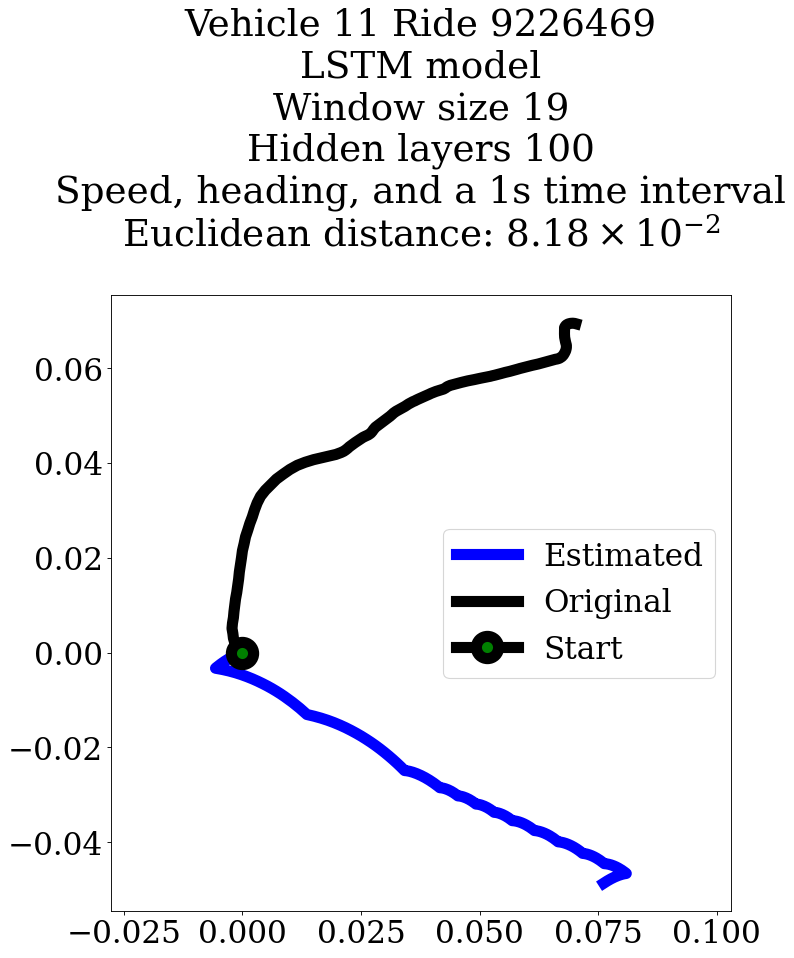 Vehicle 11 Ride 9226469
LSTM model
Window size 19
Hidden layers 100
Speed, heading, and a 1s time interval
Euclidean distance: 8.18 × 10⁻²
0.06
0.04
0.02
0.00
−0.02
−0.04
Estimated
Original
Start
−0.025 0.000 0.025 0.050 0.075 0.100